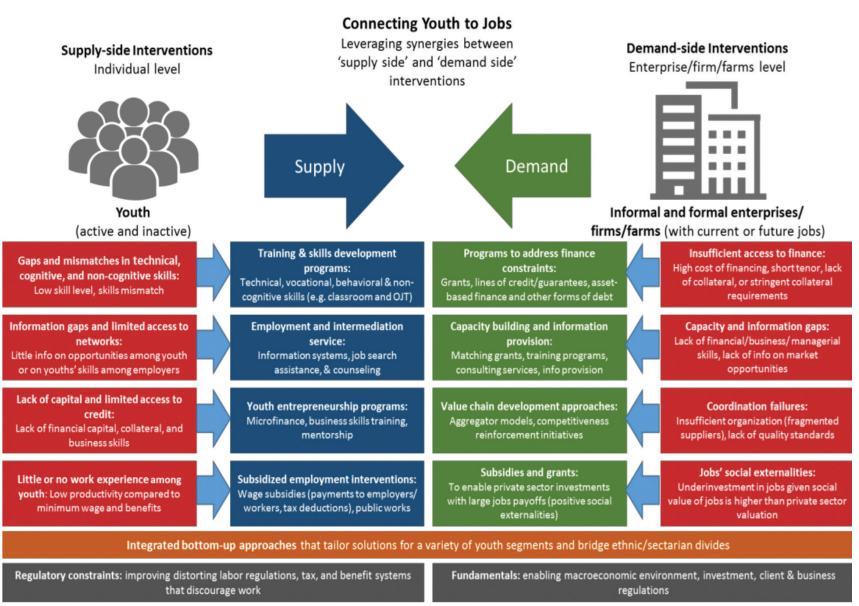 Connecting Youth to Jobs
Leveraging synergies between
‘supply side’ and ‘demand side’
interventions
Supply-side Interventions
Individual level
Demand-side Interventions
Enterprise/firm/farms level
Supply
Demand
Youth
(active and inactive)
Informal and formal enterprises/
firms/farms (with current or future jobs)
Gaps and mismatches in technical,
cognitive, and non-cognitive skills:
Low skill level, skills mismatch
Training & skills development
programs:
Technical, vocational, behavioral & non-
cognitive skills (e.g. classroom and OJT)
Programs to address finance
constraints:
Grants, lines of credit/guarantees, asset-
based finance and other forms of debt
Insufficient access to finance:
High cost of financing, short tenor, lack
of collateral, or stringent collateral
requirements
Information gaps and limited access to
networks:
Little info on opportunities among youth
or on youths’ skills among employers
Employment and intermediation
service:
Information systems, job search
assistance, & counseling
Capacity building and information
provision:
Matching grants, training programs,
consulting services, info provision
Capacity and information gaps:
Lack of financial/business/managerial
skills, lack of info on market
opportunities
Lack of capital and limited access to
credit:
Lack of financial capital, collateral, and
business skills
Youth entrepreneurship programs:
Microfinance, business skills training,
mentorship
Value chain development approaches:
Aggregator models, competitiveness
reinforcement initiatives
Coordination failures:
Insufficient organization (fragmented
suppliers), lack of quality standards
Little or no work experience among
youth: Low productivity compared to
minimum wage and benefits
Subsidized employment interventions:
Wage subsidies (payments to employers/
workers, tax deductions), public works
Subsidies and grants:
To enable private sector investments
with large jobs payoffs (positive social
externalities)
Jobs’ social externalities:
Underinvestment in jobs given social
value of jobs is higher than private sector
valuation
Integrated bottom-up approaches that tailor solutions for a variety of youth segments and bridge ethnic/sectarian divides
Regulatory constraints: improving distorting labor regulations, tax, and benefit systems
that discourage work
Fundamentals: enabling macroeconomic environment, investment, client & business
regulations